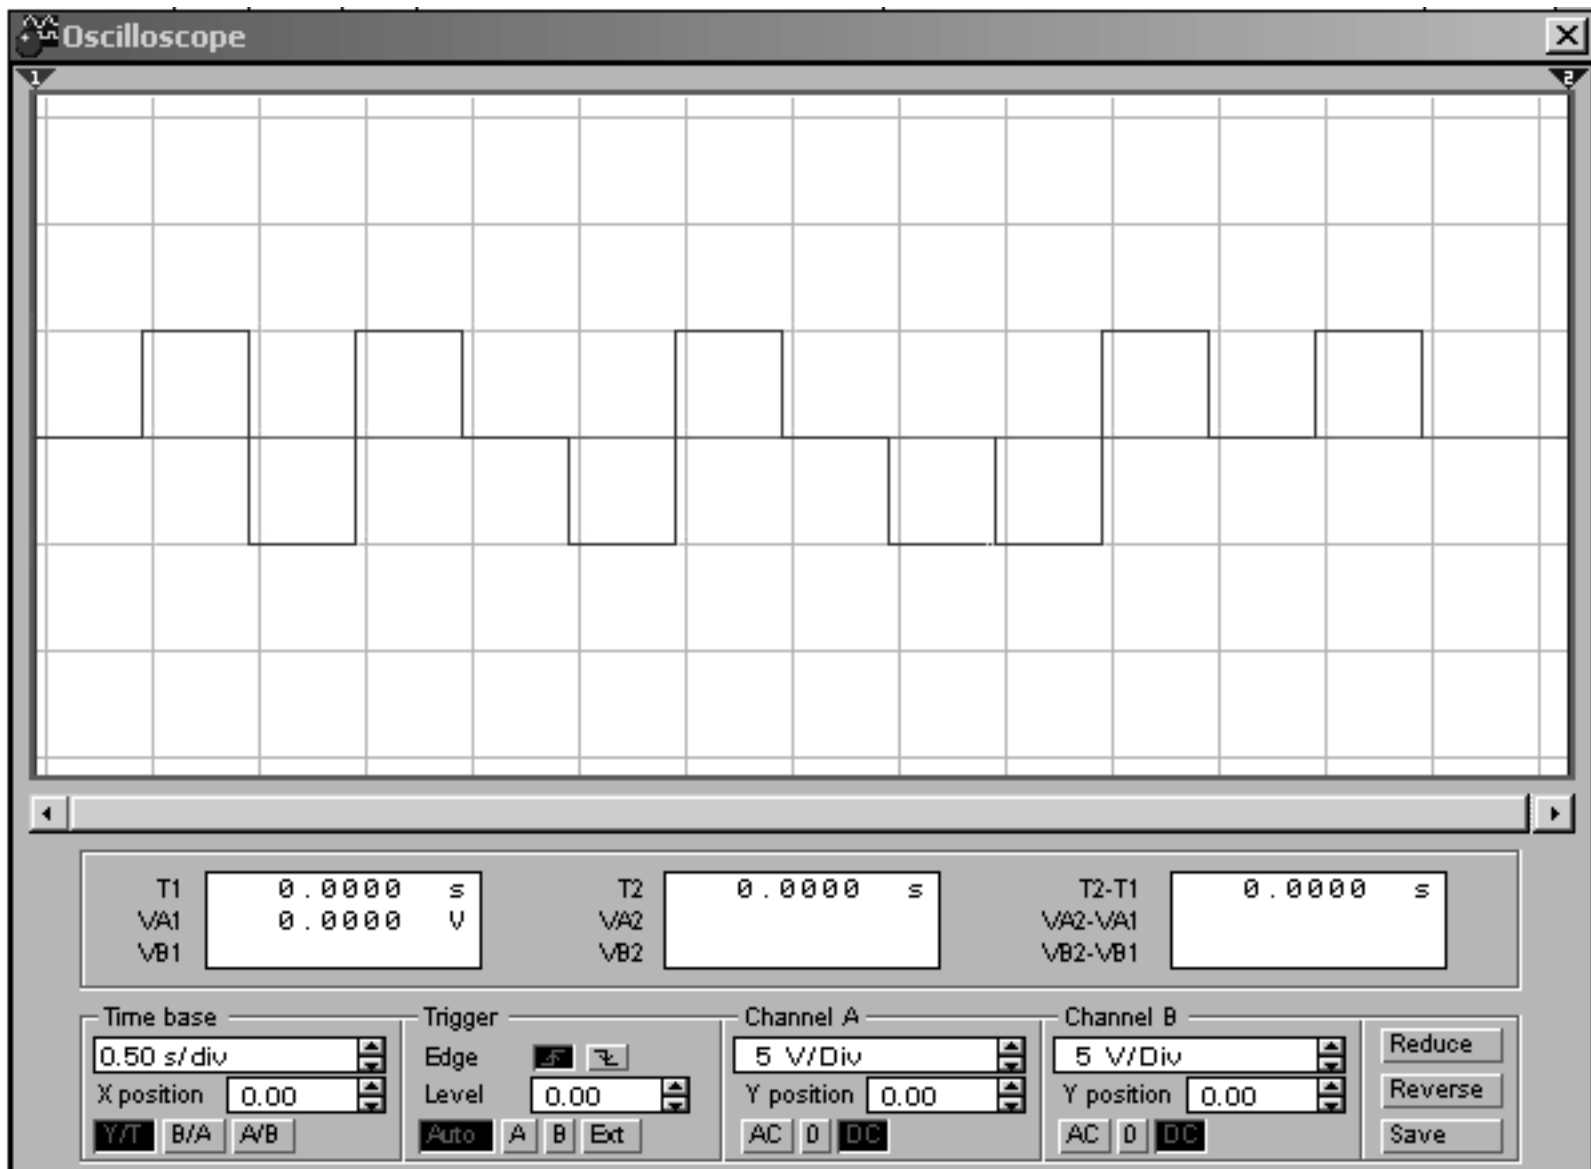 Oscilloscope
1 2
T1 0.0000 s T2 0.0000 s T2-T1 0.0000 s
VA1 0.0000 V VA2 VA2-VA1
VB1 VB2 VB2-VB1
Time base Trigger Channel A Channel B
0.50 s/div Edge 5 V/Div 5 V/Div Reduce
X position 0.00 Level 0.00 Y position 0.00 Y position 0.00 Reverse
Y/T B/A A/B Auto A B Ext AC 0 DC AC 0 DC Save